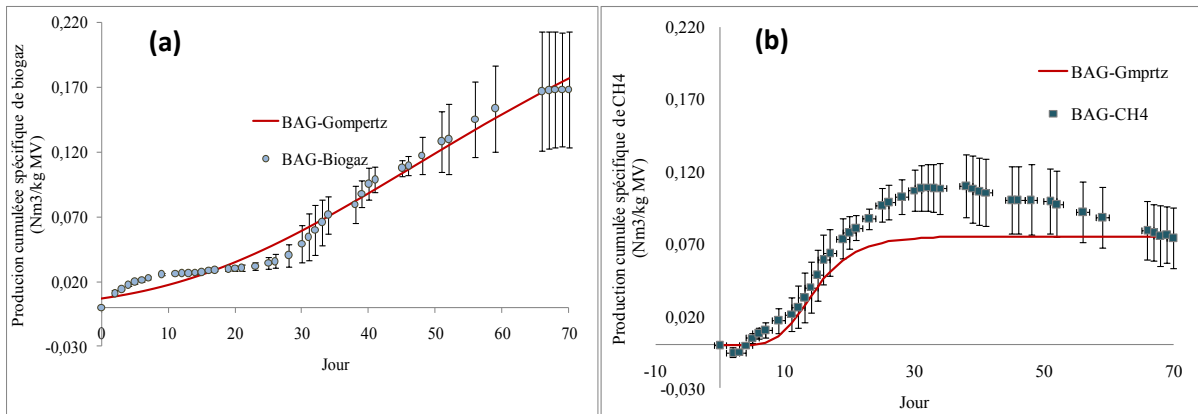 (a)
Production cumulée spécifique de biogaz
(Nm3/kg MV)
0,220
0,170
0,120
0,070
0,020
-0,030
BAG-Gompertz
BAG-Biogaz
0
10
20
30
40
50
60
70
Jour
(b)
Production cumulée spécifique de CH4
(Nm3/kg MV)
0,220
0,170
0,120
0,070
0,020
-0,030
BAG-Gmprtz
BAG-CH4
-10
10
30
50
70
Jour